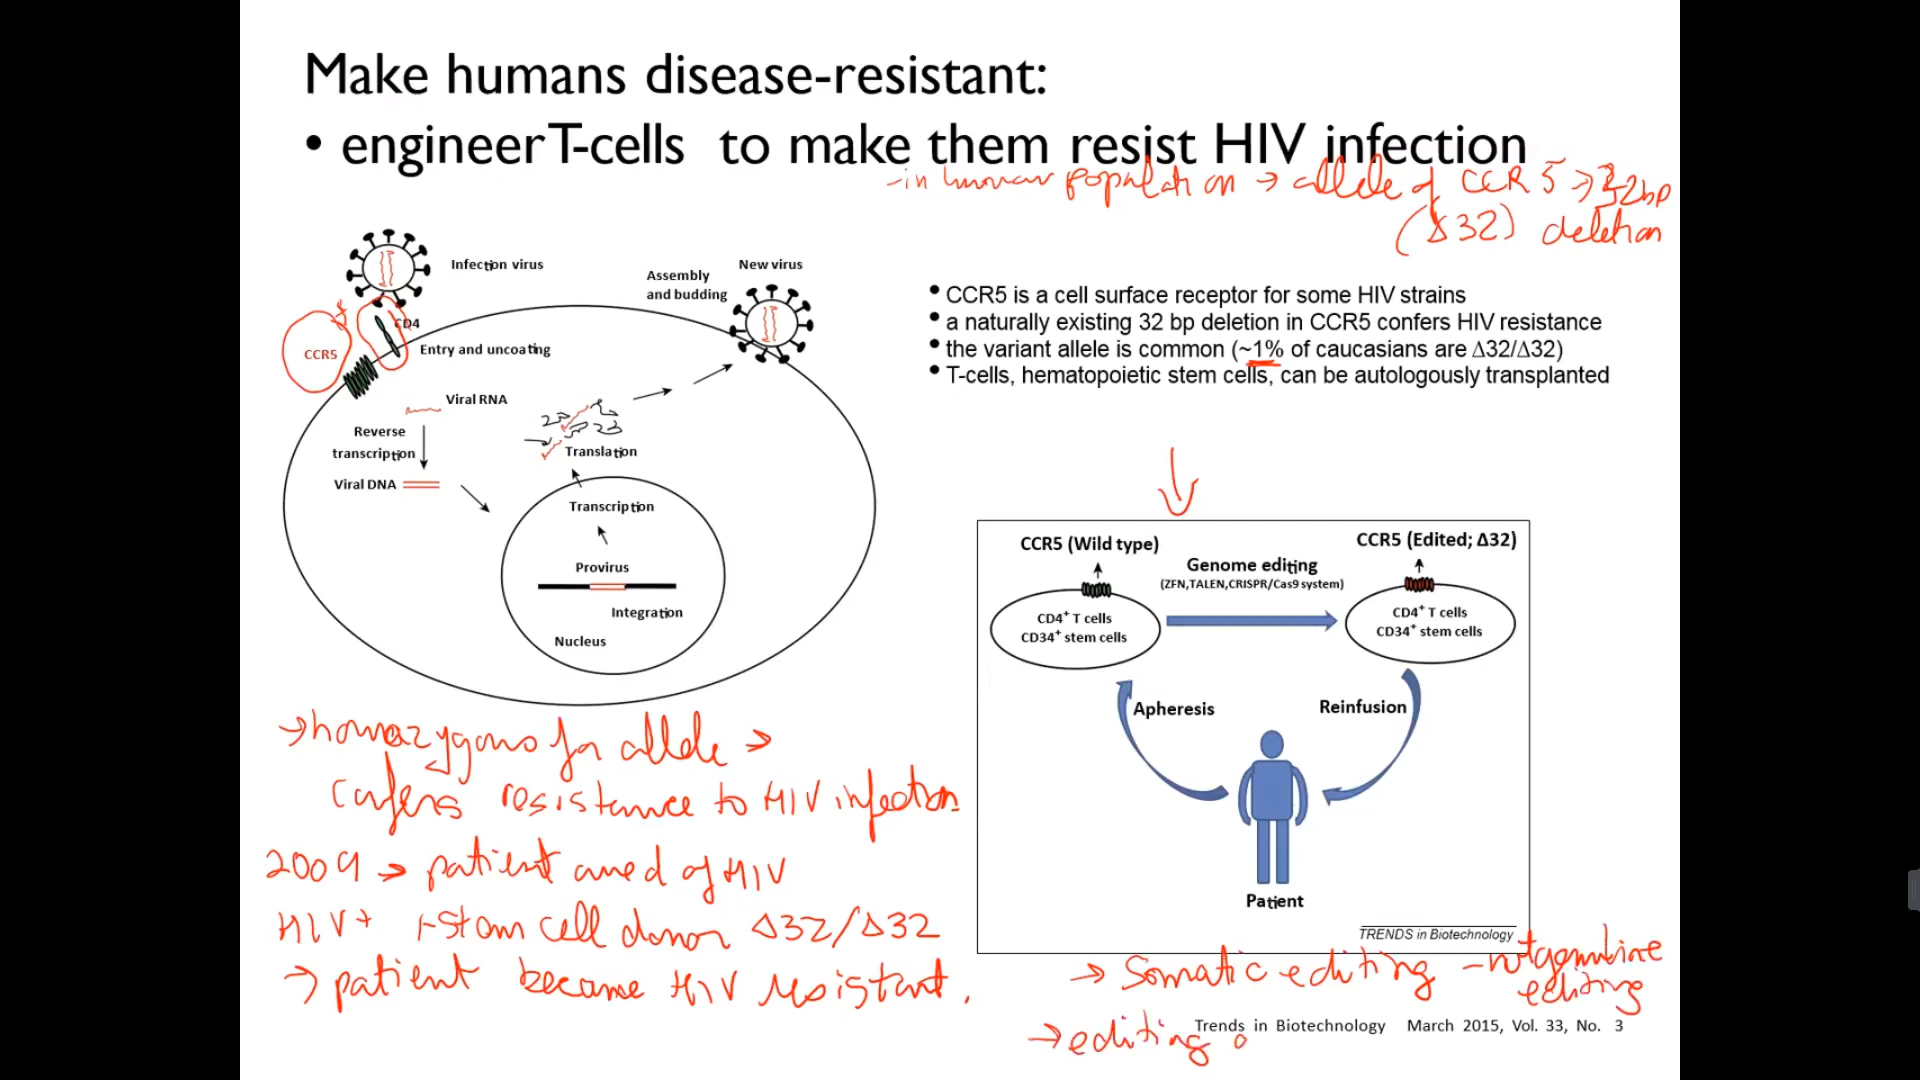 Make humans disease-resistant:
• engineer T-cells to make them resist HIV infection
-in human population → allele of CCR5 → 32bp
(Δ32) deletion
Infection virus
CD4
CCR5
Entry and uncoating
Assembly
and budding
New virus
Viral RNA
Reverse
transcription
Viral DNA
Translation
Transcription
Provirus
Integration
Nucleus
• CCR5 is a cell surface receptor for some HIV strains
• a naturally existing 32 bp deletion in CCR5 confers HIV resistance
• the variant allele is common (~1% of caucasians are Δ32/Δ32)
• T-cells, hematopoietic stem cells, can be autologously transplanted
CCR5 (Wild type)
Genome editing
(ZFN,TALEN,CRISPR/Cas9 system)
CCR5 (Edited; Δ32)
CD4+ T cells
CD34+ stem cells
CD4+ T cells
CD34+ stem cells
Apheresis
Reinfusion
Patient
TRENDS in Biotechnology
→ homozygous for allele →
confers resistance to HIV infection
2009 → patient cured of HIV
HIV+ stem cell donor Δ32/Δ32
→ patient became HIV resistant.
→ Somatic editing - not germline
editing
→ editing
Trends in Biotechnology March 2015, Vol. 33, No. 3